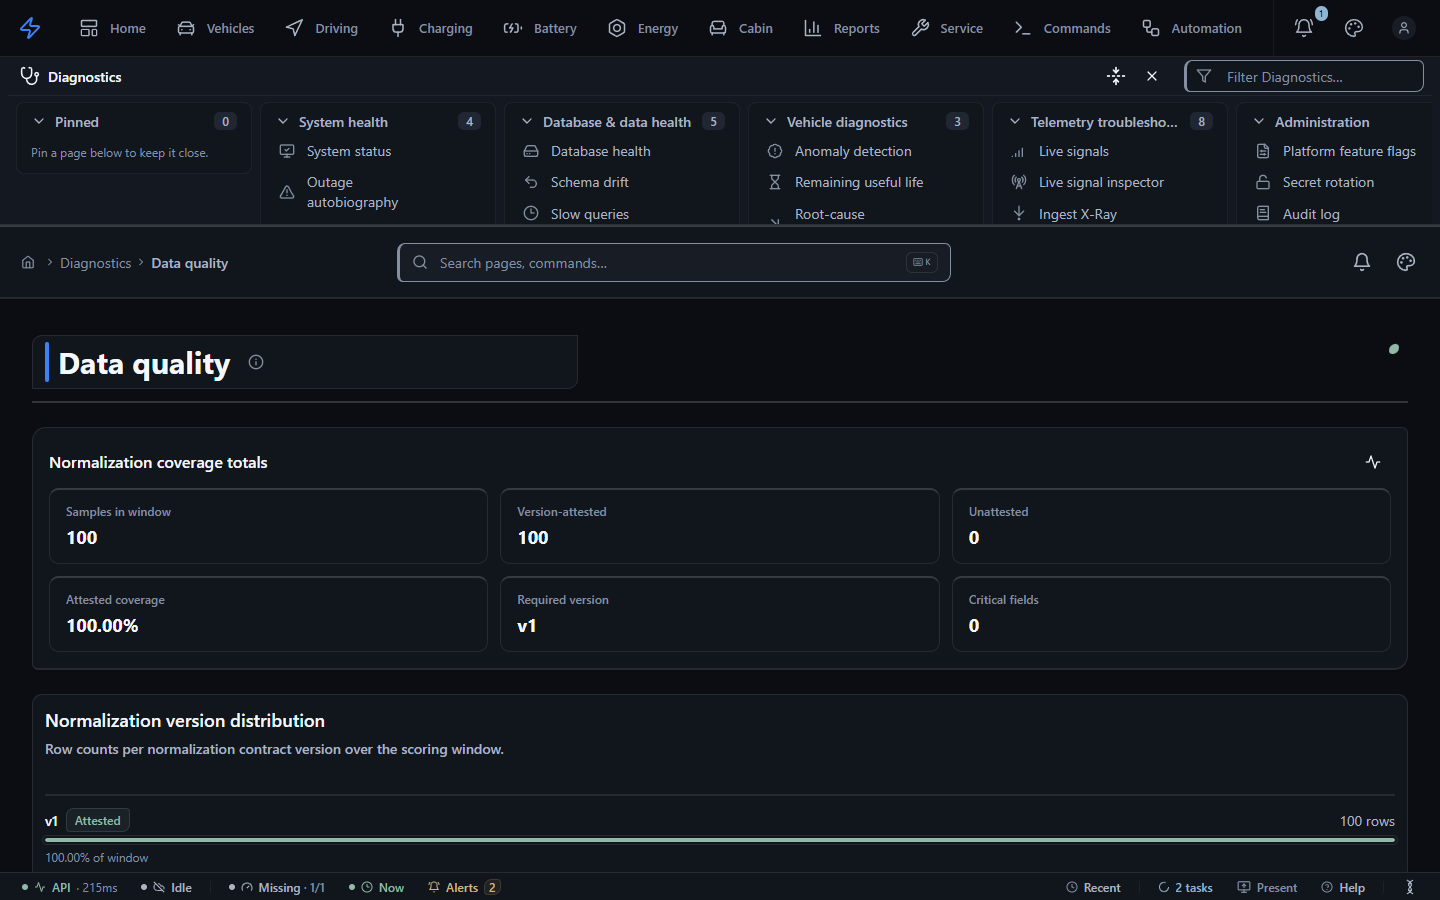 Home
Vehicles
Driving
Charging
Battery
Energy
Cabin
Reports
Service
Commands
Automation
1
Diagnostics
Filter Diagnostics...
Pinned 0
Pin a page below to keep it close.
System health 4
System status
Outage
autobiography
Database & data health 5
Database health
Schema drift
Slow queries
Vehicle diagnostics 3
Anomaly detection
Remaining useful life
Root-cause
Telemetry troublesho... 8
Live signals
Live signal inspector
Ingest X-Ray
Administration
Platform feature flags
Secret rotation
Audit log
Diagnostics
Data quality
Search pages, commands...
K
Data quality
Normalization coverage totals
Samples in window
100
Version-attested
100
Unattested
0
Attested coverage
100.00%
Required version
v1
Critical fields
0
Normalization version distribution
Row counts per normalization contract version over the scoring window.
v1 Attested 100 rows
100.00% of window
API · 215ms
Idle
Missing · 1/1
Now
Alerts 2
Recent
2 tasks
Present
Help